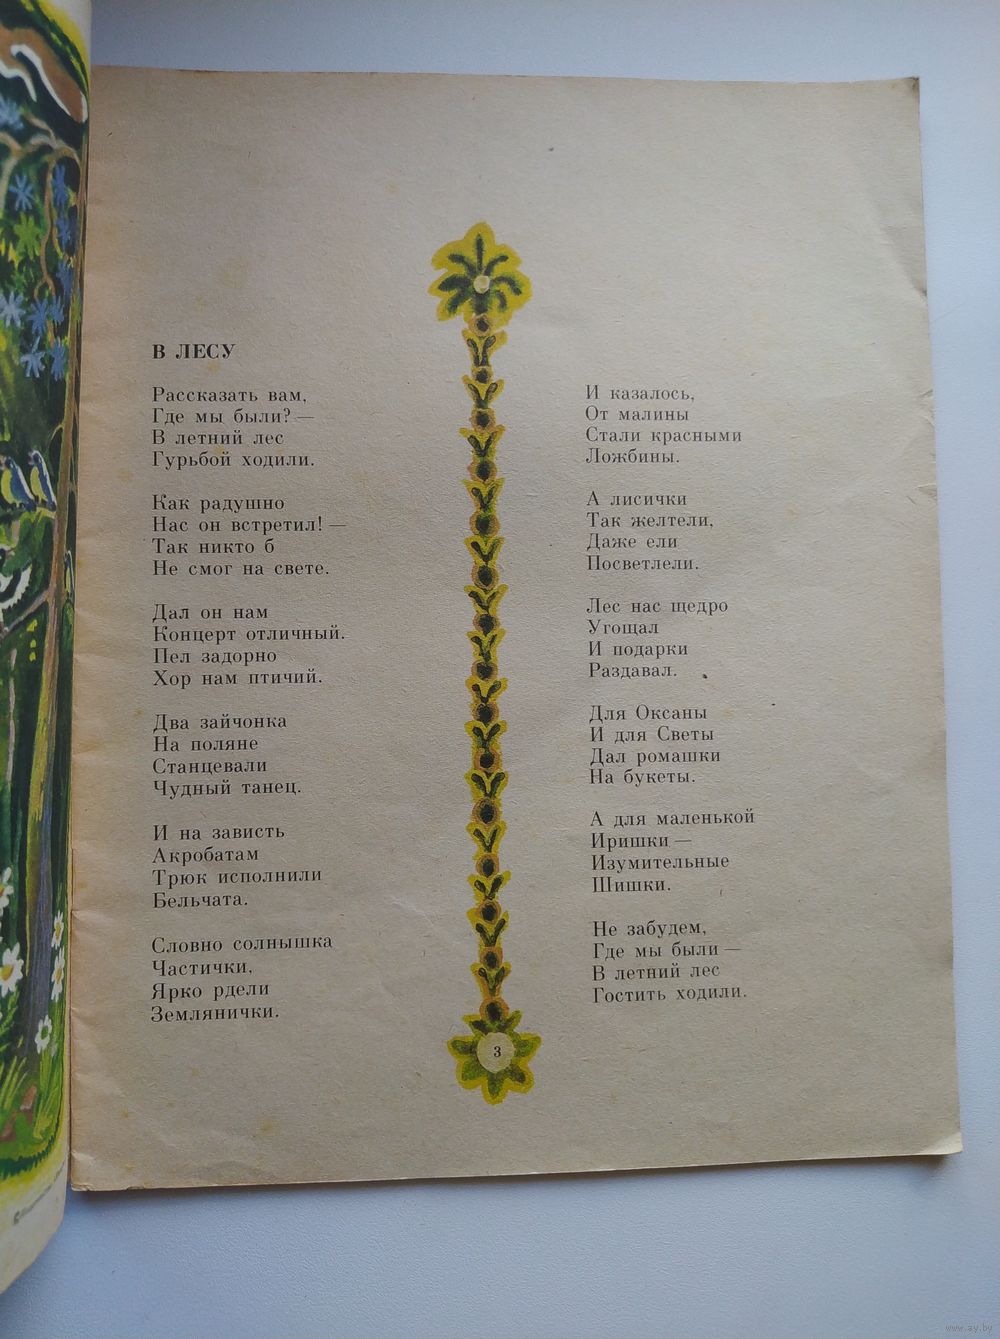 В ЛЕСУ
Рассказать вам,
Где мы были? —
В летний лес
Гурьбой ходили.
Как радушно
Нас он встретил! —
Так никто б
Не смог на свете.
Дал он нам
Концерт отличный.
Пел задорно
Хор нам птичий.
Два зайчонка
На поляне
Станцевали
Чудный танец.
И на зависть
Акробатам
Трюк исполнили
Бельчата.
Словно солнышка
Частички,
Ярко рдели
Землянички.
И казалось,
От малины
Стали красными
Ложбины.
А лисички
Так желтели,
Даже ели
Посветлели.
Лес нас щедро
Угощал
И подарки
Раздавал.
Для Оксаны
И для Светы
Дал ромашки
На букеты.
А для маленькой
Иришки —
Изумительные
Шишки.
Не забудем,
Где мы были —
В летний лес
Гостить ходили.
3
www.ay.by